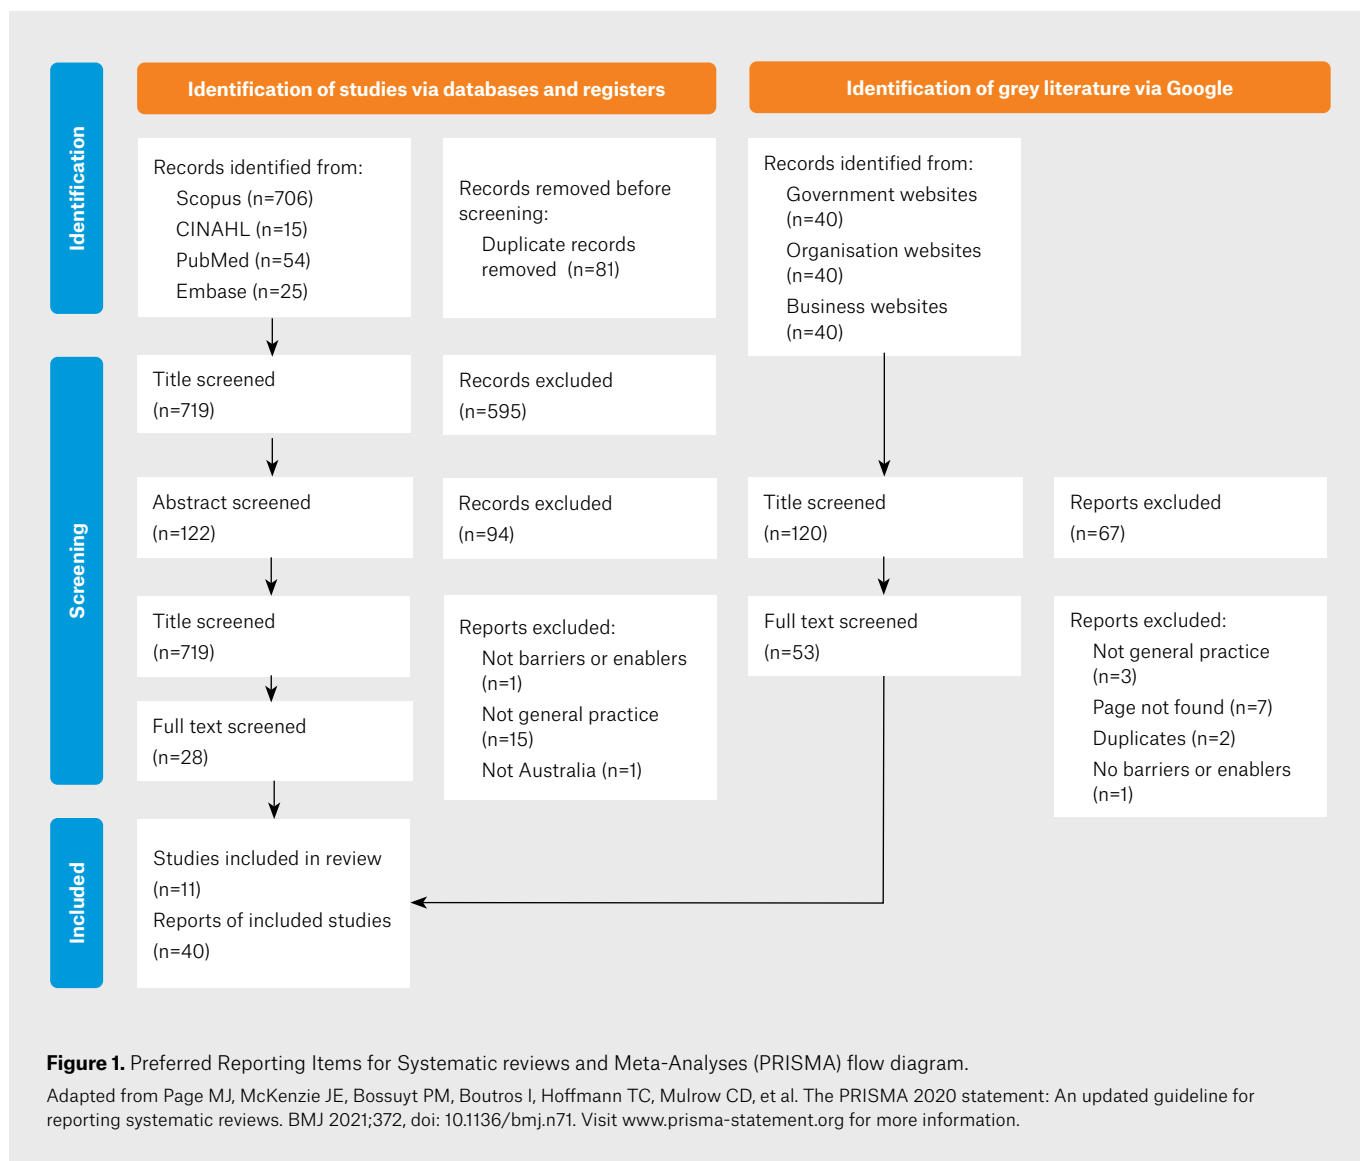 Identification of studies via databases and registers
Identification of grey literature via Google
Identification
Records identified from:
Scopus (n=706)
CINAHL (n=15)
PubMed (n=54)
Embase (n=25)
Records removed before
screening:
Duplicate records
removed (n=81)
Records identified from:
Government websites
(n=40)
Organisation websites
(n=40)
Business websites
(n=40)
Screening
Title screened
(n=719)
Records excluded
(n=595)
Abstract screened
(n=122)
Records excluded
(n=94)
Title screened
(n=120)
Reports excluded
(n=67)
Title screened
(n=719)
Full text screened
(n=28)
Reports excluded:
Not barriers or enablers
(n=1)
Not general practice
(n=15)
Not Australia (n=1)
Full text screened
(n=53)
Reports excluded:
Not general practice
(n=3)
Page not found (n=7)
Duplicates (n=2)
No barriers or enablers
(n=1)
Included
Studies included in review
(n=11)
Reports of included studies
(n=40)
Figure 1. Preferred Reporting Items for Systematic reviews and Meta-Analyses (PRISMA) flow diagram.
Adapted from Page MJ, McKenzie JE, Bossuyt PM, Boutros I, Hoffmann TC, Mulrow CD, et al. The PRISMA 2020 statement: An updated guideline for
reporting systematic reviews. BMJ 2021;372, doi: 10.1136/bmj.n71. Visit www.prisma-statement.org for more information.